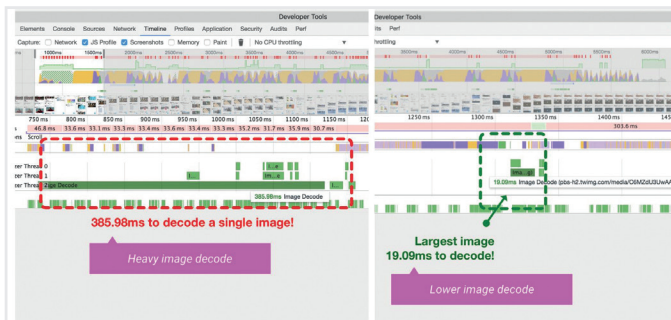 Developer Tools
Elements Console Sources Network Timeline Profiles Application Security Audits Perf
Capture: Network JS Profile Screenshots Memory Paint No CPU throttling
1000ms 1500ms
750 ms 800 ms 850 ms 900 ms 950 ms 1000 ms 1050 ms 1100 ms 1150 ms
46.8 ms 33.6 ms 33.1 ms 33.3 ms 33.4 ms 33.6 ms 33.4 ms 33.3 ms 35.2 ms 31.7 ms 35.9 ms 30.7 ms
385.98ms Image Decode
385.98ms to decode a single image!
Heavy image decode
Developer Tools
Audits Perf
throttling
1250 ms 1300 ms 1350 ms 1400 ms
303.6 ms
19.09ms Image Decode
Largest image
19.09ms to decode!
Lower image decode